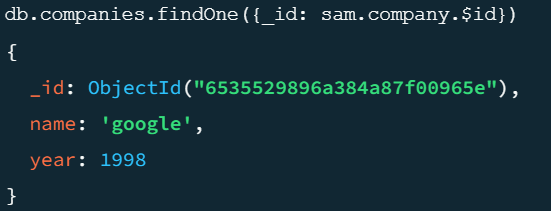 db.companies.findOne({_id: sam.company.$id})
{
_id: ObjectId("6535529896a384a87f00965e"),
name: 'google',
year: 1998
}